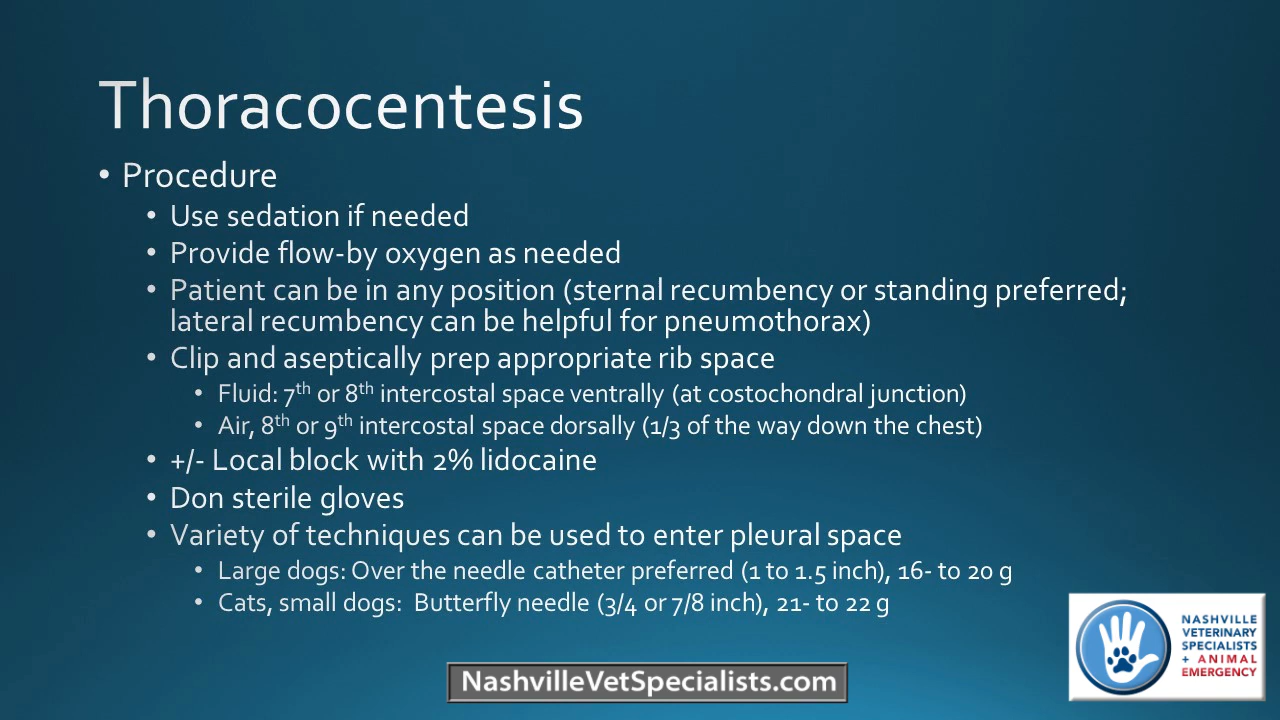 Thoracocentesis
• Procedure
• Use sedation if needed
• Provide flow-by oxygen as needed
• Patient can be in any position (sternal recumbency or standing preferred;
lateral recumbency can be helpful for pneumothorax)
• Clip and aseptically prep appropriate rib space
• Fluid: 7th or 8th intercostal space ventrally (at costochondral junction)
• Air, 8th or 9th intercostal space dorsally (1/3 of the way down the chest)
• +/- Local block with 2% lidocaine
• Don sterile gloves
• Variety of techniques can be used to enter pleural space
• Large dogs: Over the needle catheter preferred (1 to 1.5 inch), 16- to 20 g
• Cats, small dogs: Butterfly needle (3/4 or 7/8 inch), 21- to 22 g
NASHVILLE
VETERINARY
SPECIALISTS
+ ANIMAL
EMERGENCY
NashvilleVetSpecialists.com